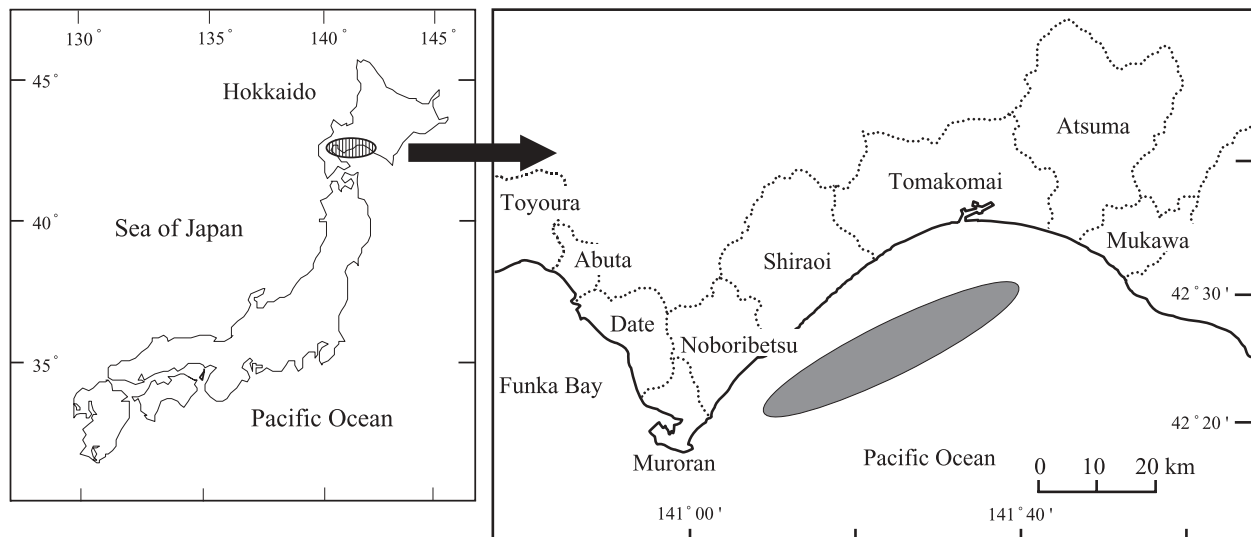 130°
135°
140°
145°
45°
Hokkaido
40°
Sea of Japan
35°
Pacific Ocean
Atsuma
Toyoura
Tomakomai
Mukawa
Abuta
Shiraoi
42°30'
Date
Noboribetsu
Funka Bay
42°20'
Muroran
Pacific Ocean
0 10 20 km
141°00'
141°40'